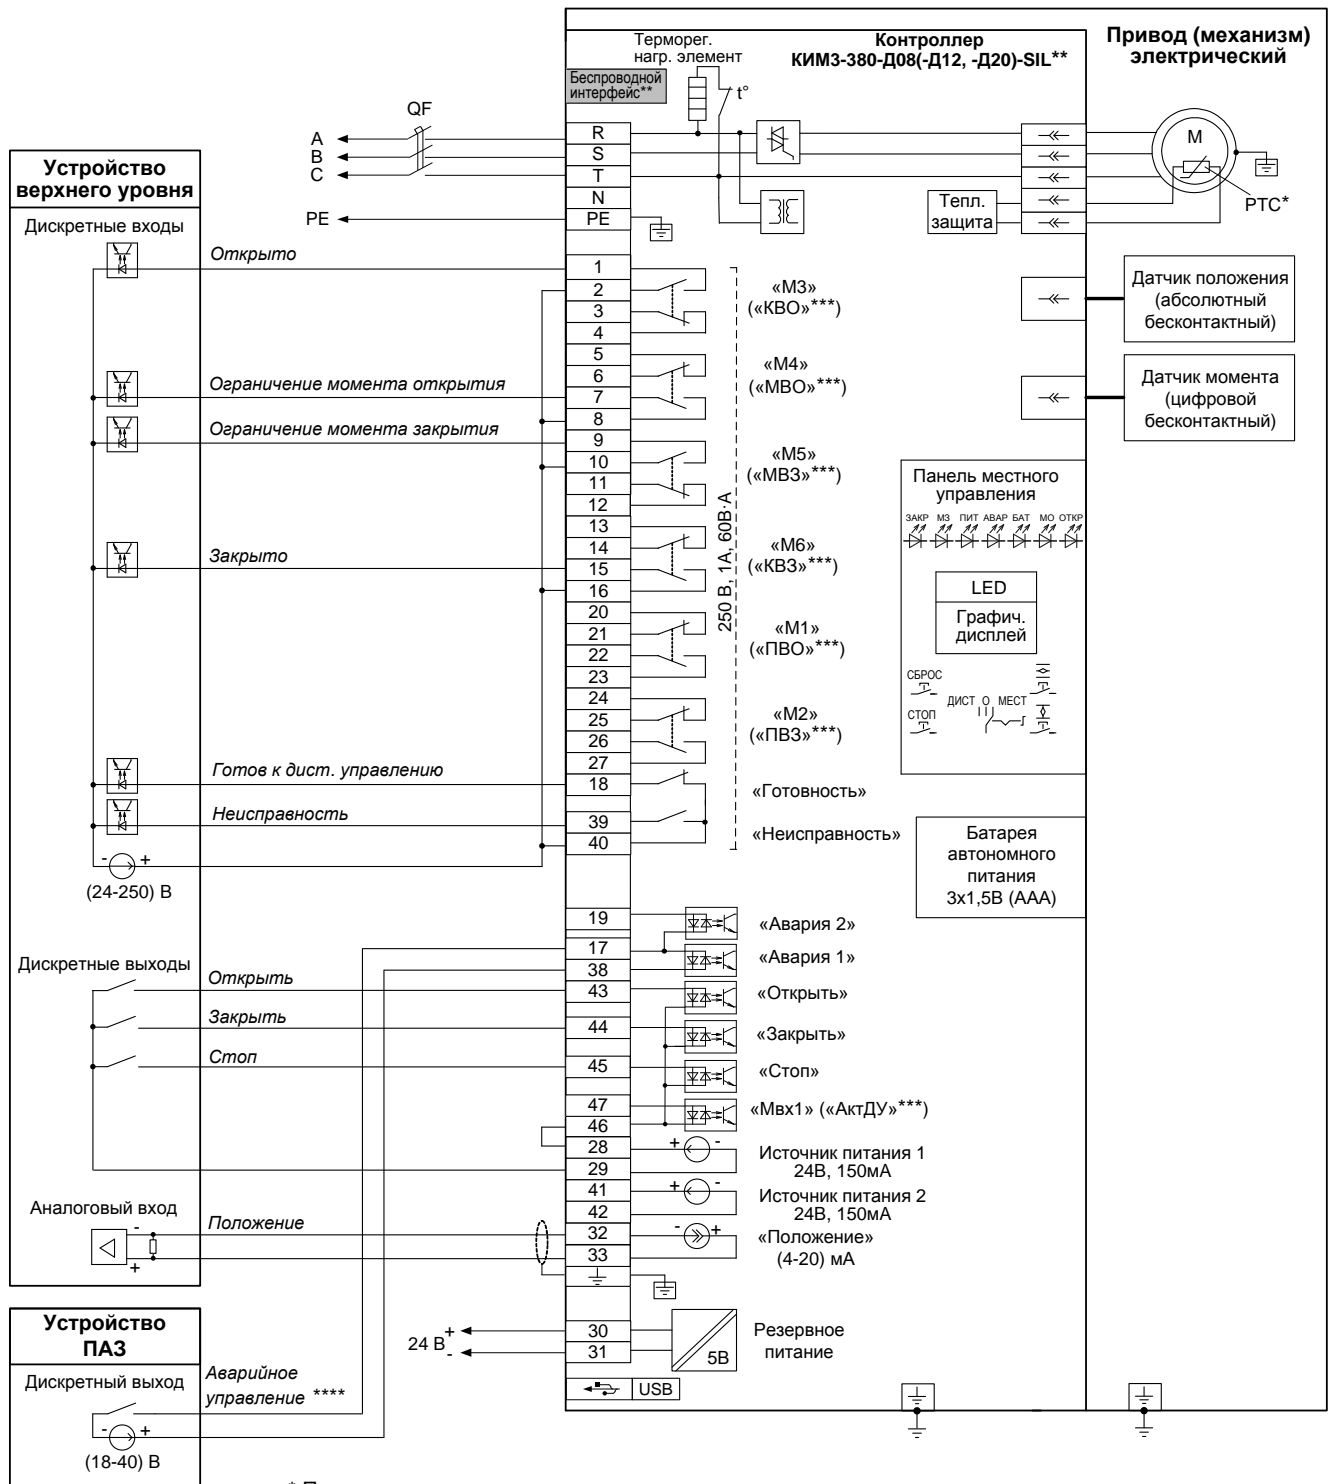 Терморег.
нагр. элемент
Контроллер
КИМ3-380-Д08(-Д12, -Д20)-SIL**
Привод (механизм)
электрический
Беспроводной
интерфейс**
t°
QF
A
B
C
PE
R
S
T
N
PE
Тепл.
защита
M
PTC*
Устройство
верхнего уровня
Дискретные входы
Открыто
Ограничение момента открытия
Ограничение момента закрытия
Закрыто
Готов к дист. управлению
Неисправность
- +
(24-250) В
1
2
3
4
5
6
7
8
9
10
11
12
13
14
15
16
20
21
22
23
24
25
26
27
18
39
40
«М3»
(«КВО»***)
«М4»
(«МВО»***)
«М5»
(«МВЗ»***)
«М6»
(«КВЗ»***)
«М1»
(«ПВО»***)
«М2»
(«ПВЗ»***)
«Готовность»
«Неисправность»
250 В, 1А, 60В·А
Датчик положения
(абсолютный
бесконтактный)
Датчик момента
(цифровой
бесконтактный)
Панель местного
управления
ЗАКР МЗ ПИТ АВАР БАТ МО ОТКР
LED
Графич.
дисплей
СБРОС
СТОП
ДИСТ О МЕСТ
Батарея
автономного
питания
3х1,5В (ААА)
Дискретные выходы
Открыть
Закрыть
Стоп
19
17
38
43
44
45
47
46
28
29
41
42
32
33
«Авария 2»
«Авария 1»
«Открыть»
«Закрыть»
«Стоп»
«Мвх1» («АктДУ»***)
+ -
Источник питания 1
24В, 150мА
+ -
Источник питания 2
24В, 150мА
- +
«Положение»
(4-20) мА
Аналоговый вход
-
+
Положение
24 В
+
-
30
31
5В
Резервное
питание
USB
Устройство
ПАЗ
Дискретный выход
- +
(18-40) В
Аварийное
управление ****